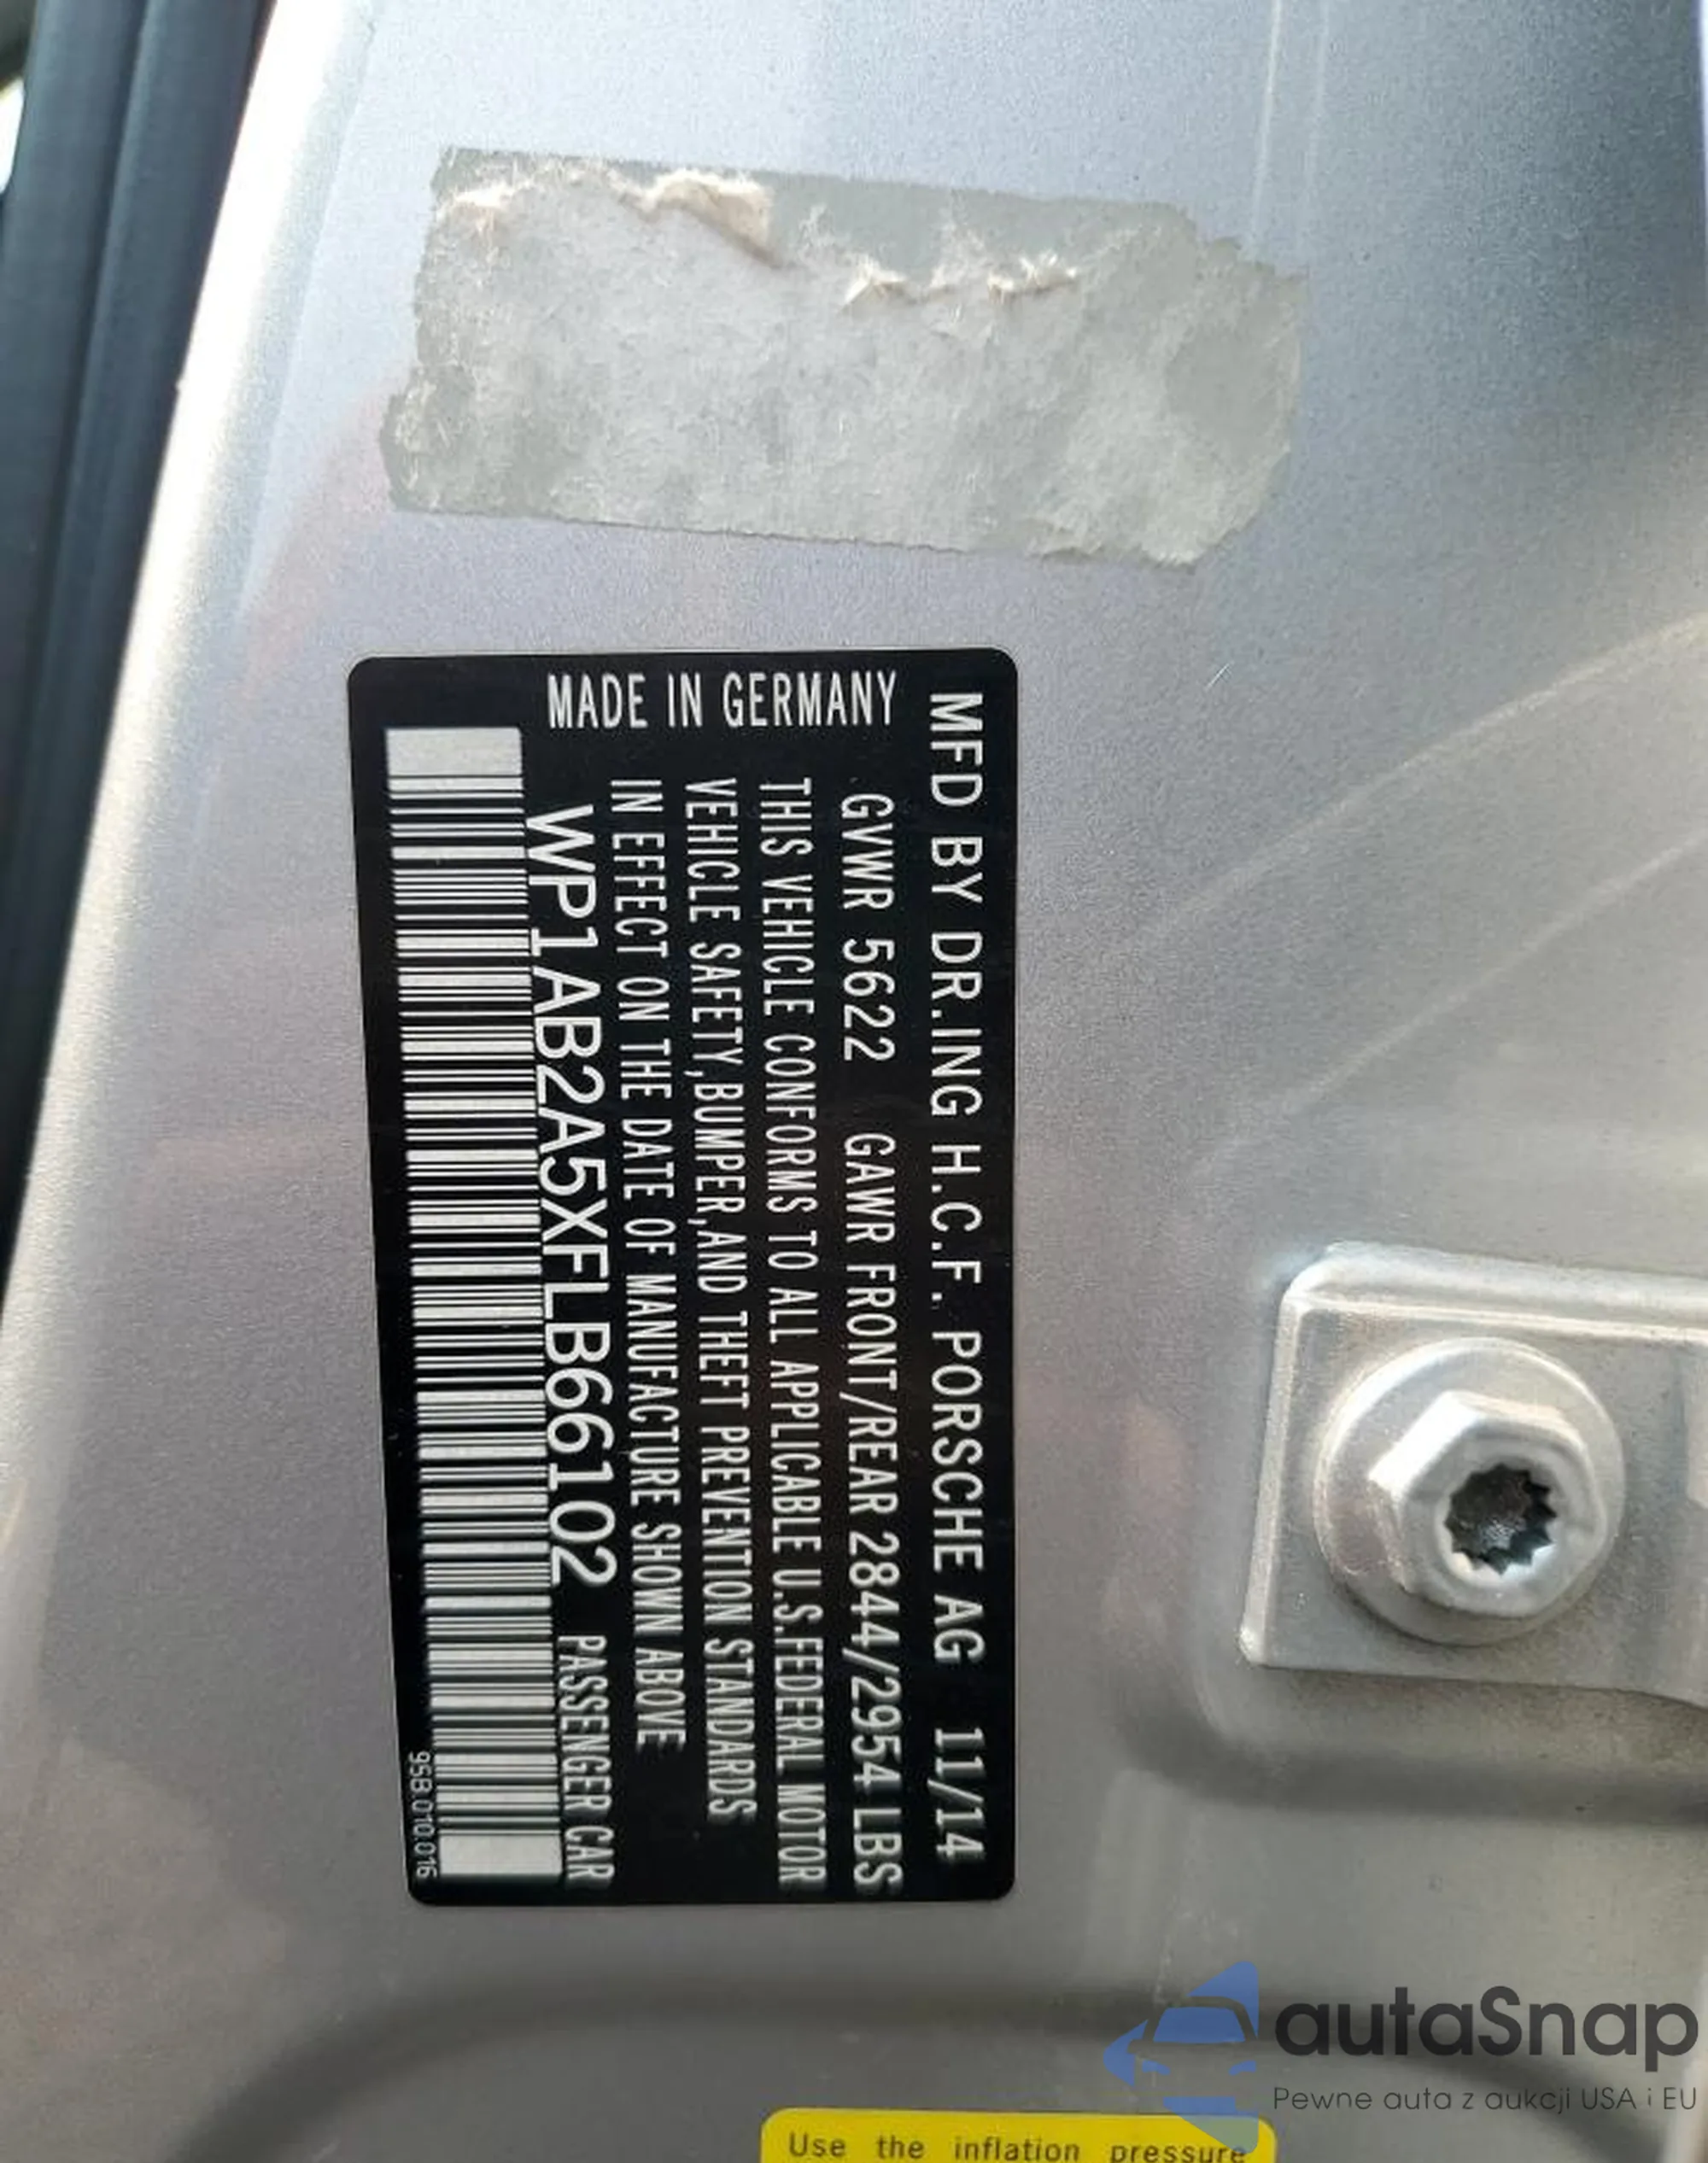 MFD BY DR.ING H.C.F. PORSCHE AG 11/14
GVWR 5622 GAWR FRONT/REAR 2844/2954 LBS
THIS VEHICLE CONFORMS TO ALL APPLICABLE U.S.FEDERAL MOTOR
VEHICLE SAFETY,BUMPER,AND THEFT PREVENTION STANDARDS
IN EFFECT ON THE DATE OF MANUFACTURE SHOWN ABOVE
MADE IN GERMANY
WP1AB2A5XFLB66102 PASSENGER CAR
95B.010.016
autaSnap
Pewne auta z aukcji USA i EU
Use the inflation pressure